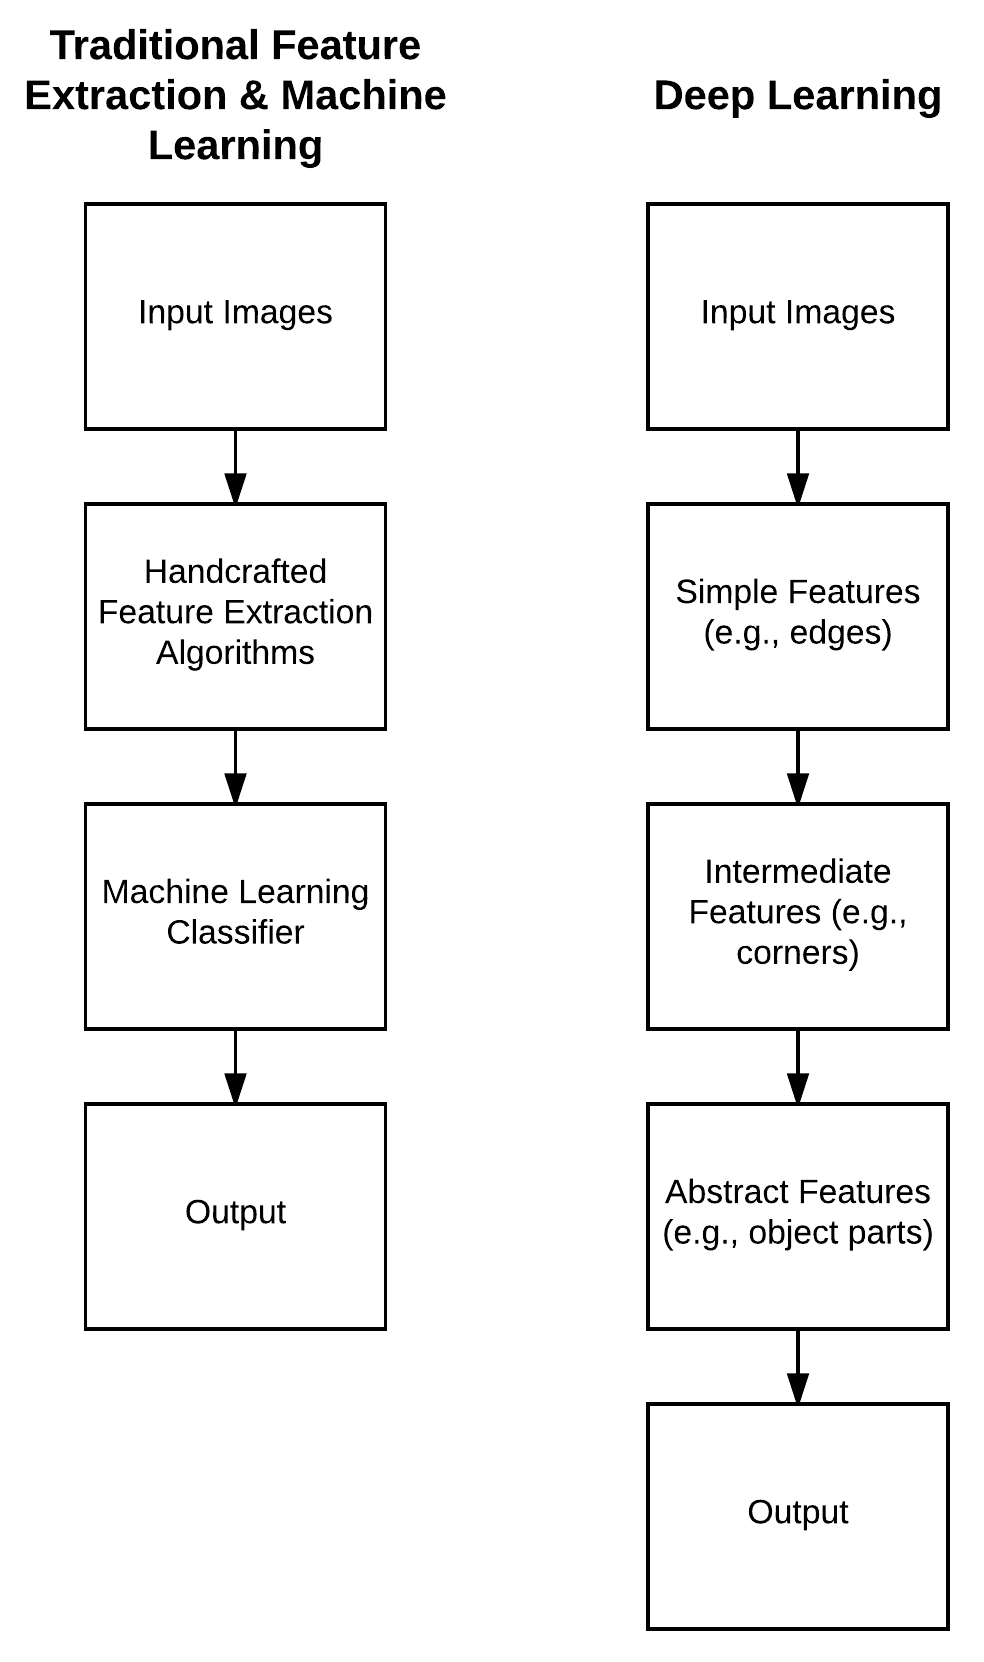 Traditional Feature
Extraction & Machine
Learning
Input Images
Handcrafted
Feature Extraction
Algorithms
Machine Learning
Classifier
Output
Deep Learning
Input Images
Simple Features
(e.g., edges)
Intermediate
Features (e.g.,
corners)
Abstract Features
(e.g., object parts)
Output